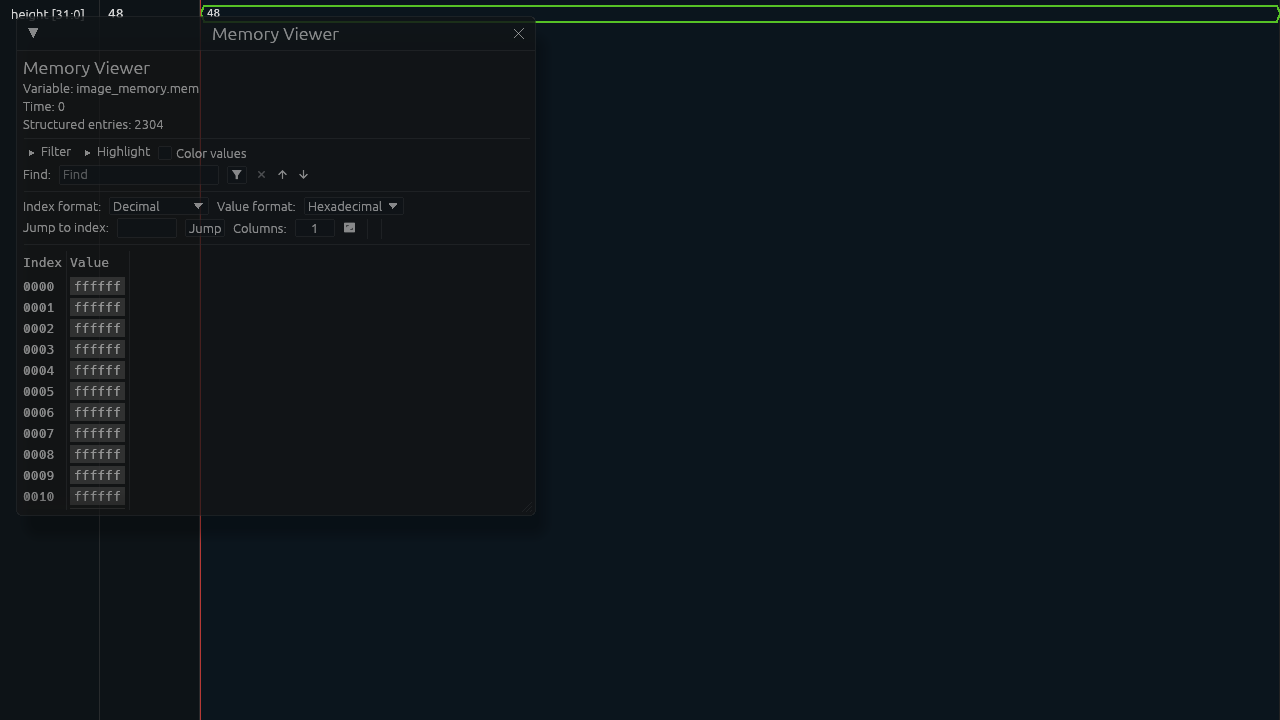 height [31:0] 48 48
Memory Viewer
Memory Viewer
Variable: image_memory.mem
Time: 0
Structured entries: 2304
Filter Highlight Color values
Find: Find
Index format: Decimal Value format: Hexadecimal
Jump to index: Jump Columns: 1
Index Value
0000 ffffff
0001 ffffff
0002 ffffff
0003 ffffff
0004 ffffff
0005 ffffff
0006 ffffff
0007 ffffff
0008 ffffff
0009 ffffff
0010 ffffff